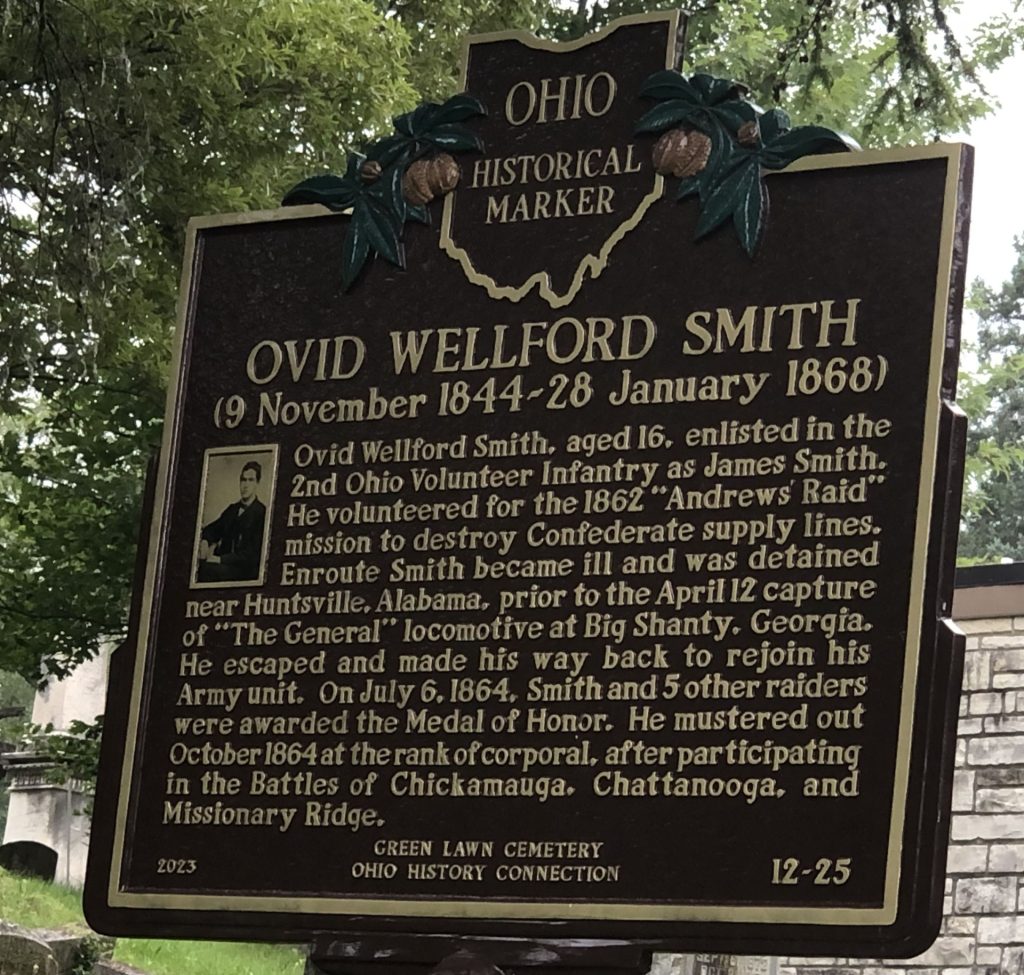 OHIO
HISTORICAL
MARKER
OVID WELLFORD SMITH
(9 November 1844-28 January 1868)
Ovid Wellford Smith, aged 16, enlisted in the
2nd Ohio Volunteer Infantry as James Smith.
He volunteered for the 1862 "Andrews' Raid"
mission to destroy Confederate supply lines.
Enroute Smith became ill and was detained
near Huntsville, Alabama, prior to the April 12 capture
of "The General" locomotive at Big Shanty, Georgia.
He escaped and made his way back to rejoin his
Army unit. On July 6, 1864, Smith and 5 other raiders
were awarded the Medal of Honor. He mustered out
October 1864 at the rank of corporal, after participating
in the Battles of Chickamauga, Chattanooga, and
Missionary Ridge.
GREEN LAWN CEMETERY
OHIO HISTORY CONNECTION
2023
12-25